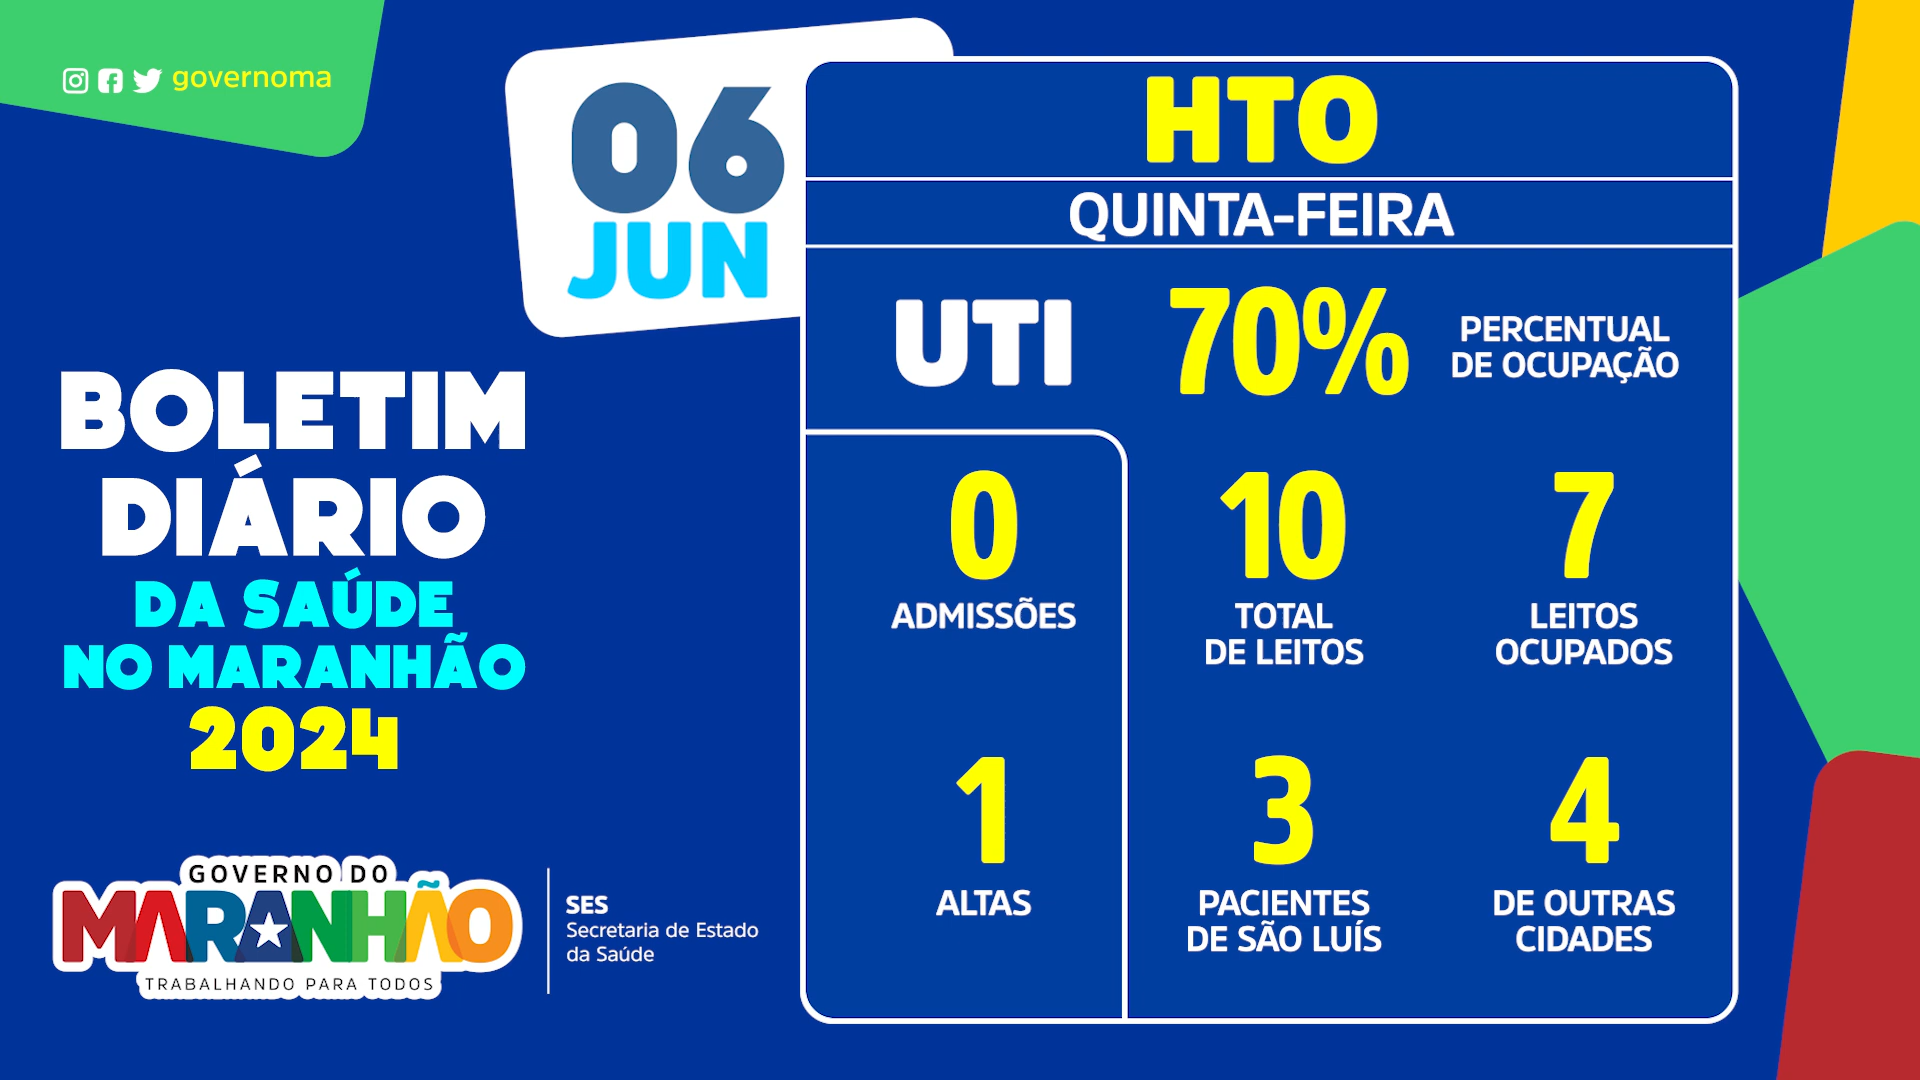 governoma
06
JUN
BOLETIM
DIÁRIO
DA SAÚDE
NO MARANHÃO
2024
GOVERNO DO
MARANHÃO
TRABALHANDO PARA TODOS
SES
Secretaria de Estado
da Saúde
HTO
QUINTA-FEIRA
UTI
70%
PERCENTUAL
DE OCUPAÇÃO
0
ADMISSÕES
10
TOTAL
DE LEITOS
7
LEITOS
OCUPADOS
1
ALTAS
3
PACIENTES
DE SÃO LUÍS
4
DE OUTRAS
CIDADES